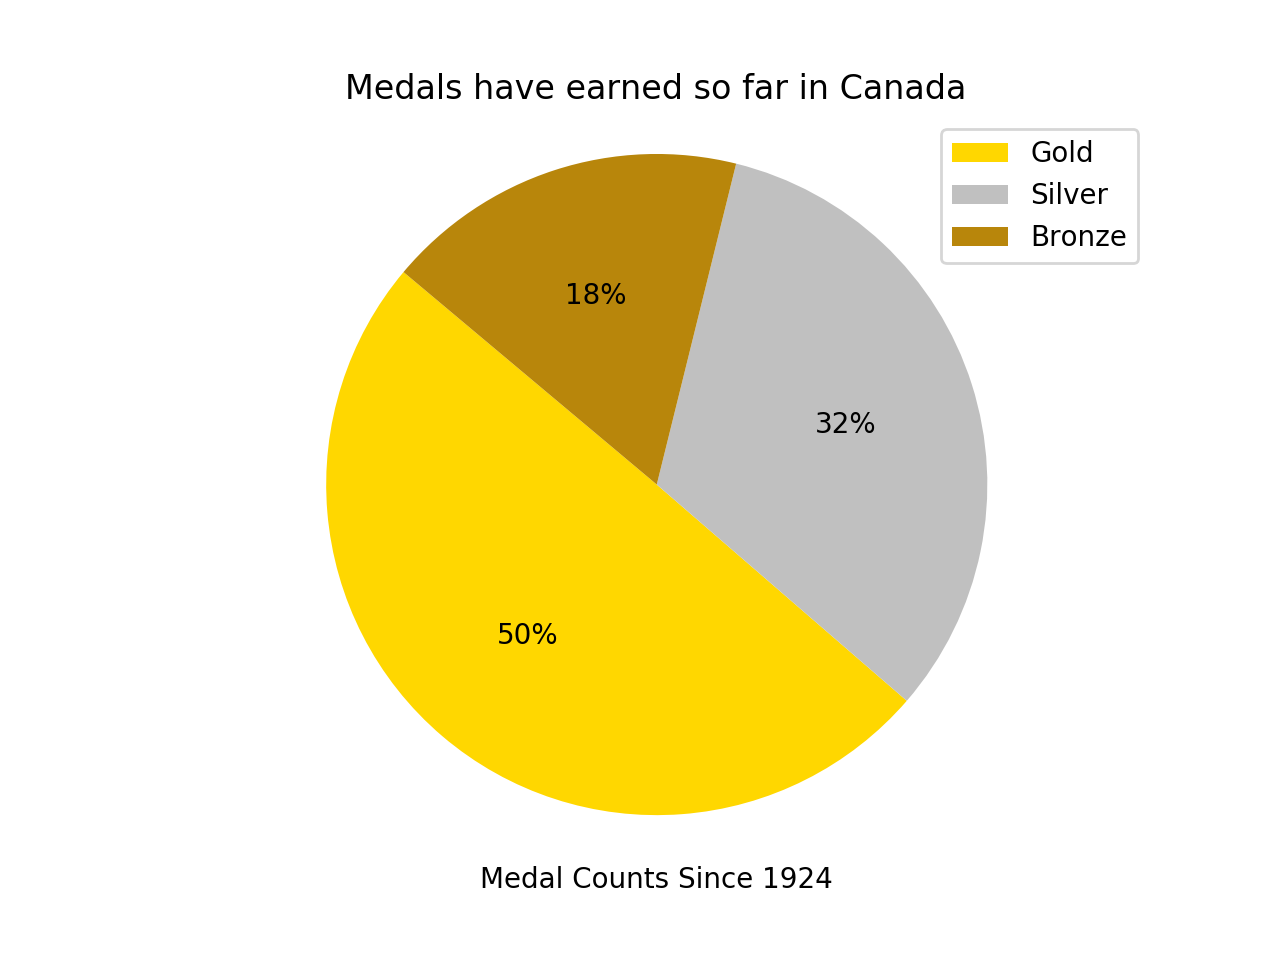 Medals have earned so far in Canada
Gold
Silver
Bronze
18%
32%
50%
Medal Counts Since 1924